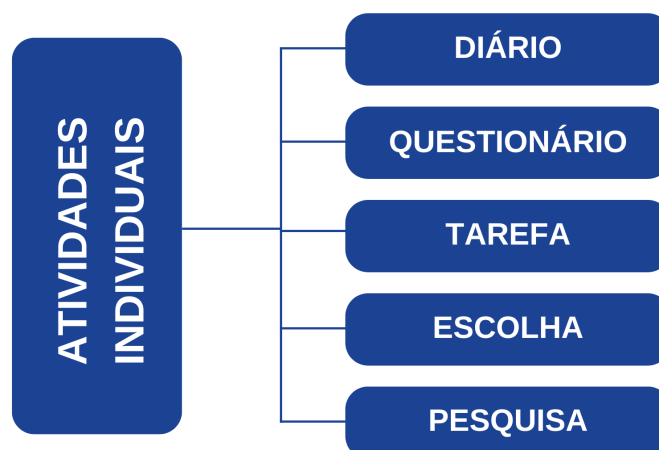 ATIVIDADES
INDIVIDUAIS
DIÁRIO
QUESTIONÁRIO
TAREFA
ESCOLHA
PESQUISA